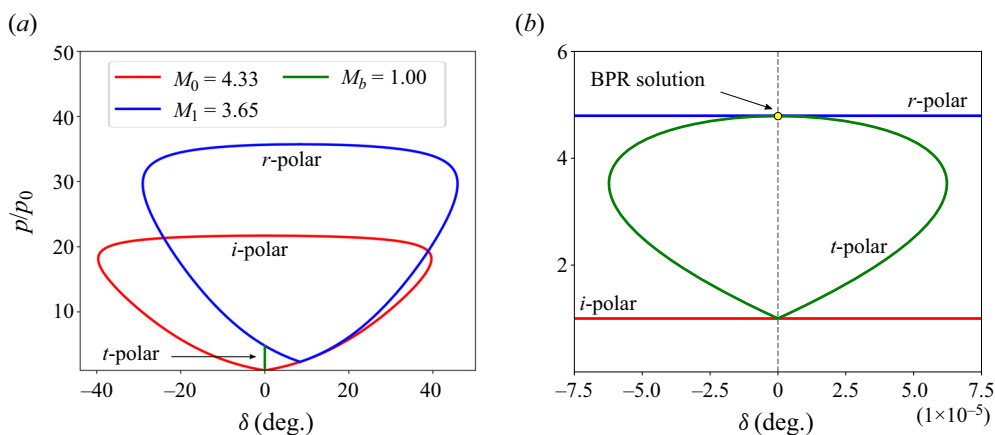 (a)
50
40
30
20
10
p/p0
M0 = 4.33
Mb = 1.00
M1 = 3.65
r-polar
i-polar
t-polar
–40
–20
0
20
40
δ (deg.)
(b)
6
4
2
BPR solution
r-polar
t-polar
i-polar
–7.5
–5.0
–2.5
0
2.5
5.0
7.5
(1×10⁻⁵)
δ (deg.)